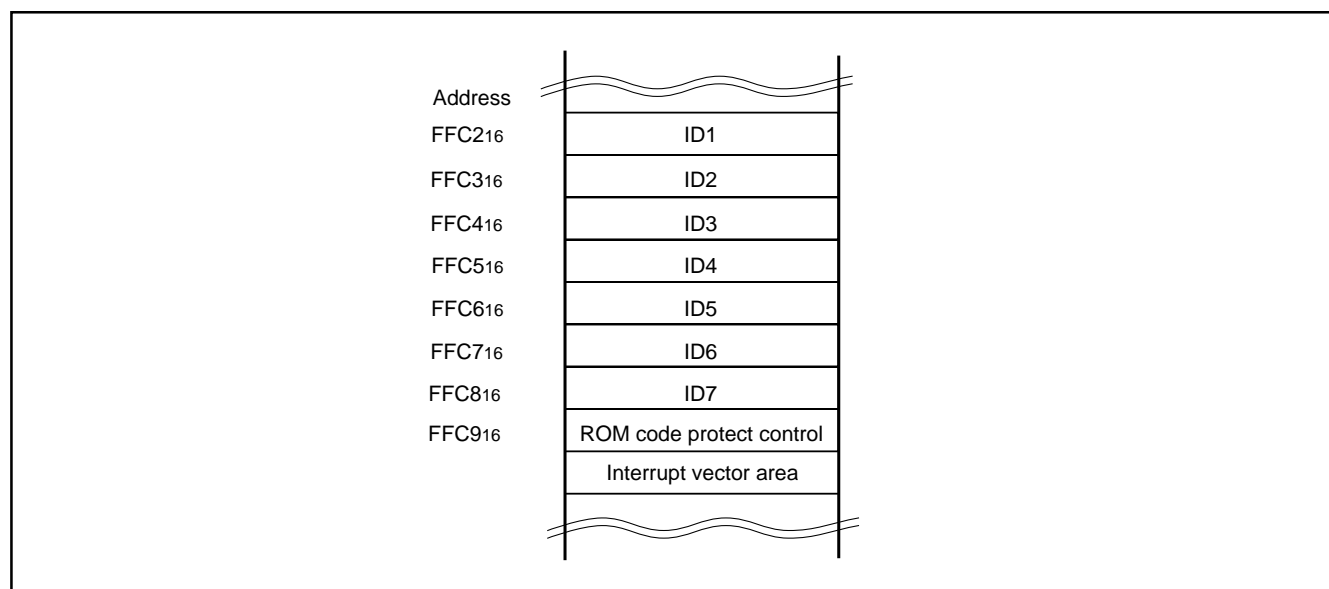 Address
FFC216 ID1
FFC316 ID2
FFC416 ID3
FFC516 ID4
FFC616 ID5
FFC716 ID6
FFC816 ID7
FFC916 ROM code protect control
Interrupt vector area